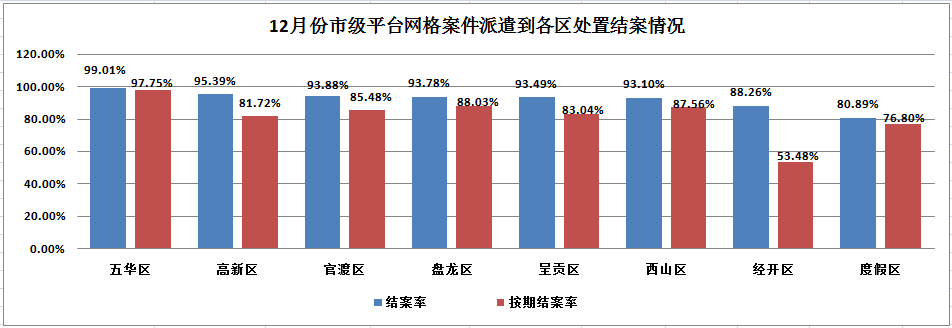 12月份市级平台网格案件派遣到各区处置结案情况
120.00%
100.00%
80.00%
60.00%
40.00%
20.00%
0.00%
99.01% 97.75% 95.39% 81.72% 93.88% 85.48% 93.78% 88.03% 93.49% 83.04% 93.10% 87.56% 88.26% 53.48% 80.89% 76.80%
五华区 高新区 官渡区 盘龙区 呈贡区 西山区 经开区 度假区
结案率 按期结案率